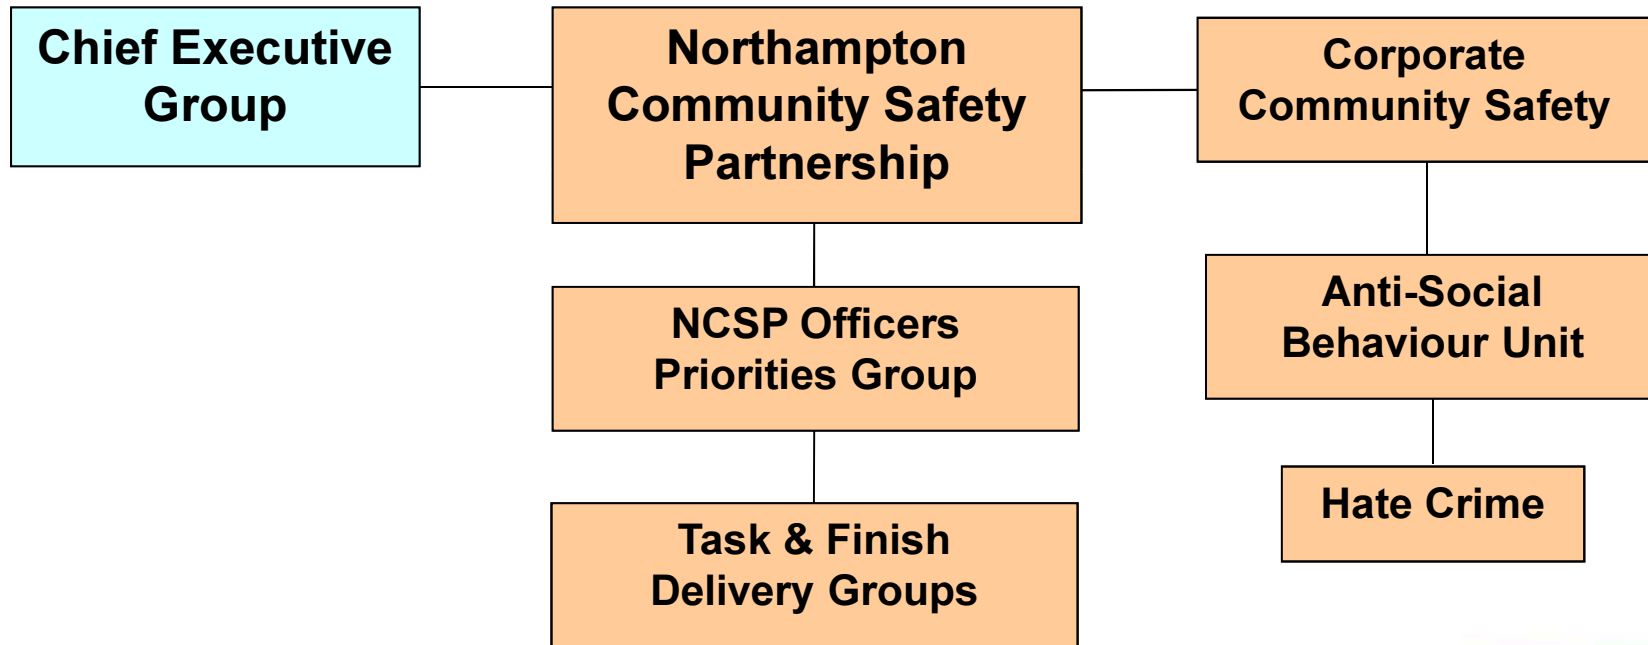 Chief Executive
Group
Northampton
Community Safety
Partnership
Corporate
Community Safety
NCSP Officers
Priorities Group
Anti-Social
Behaviour Unit
Task & Finish
Delivery Groups
Hate Crime